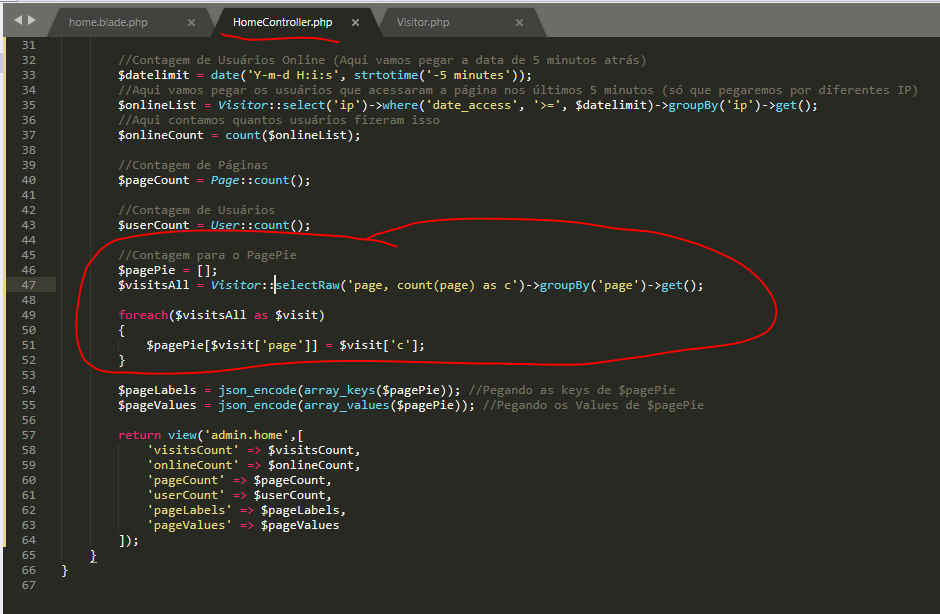 home.blade.php × HomeController.php × Visitor.php ×
31
32 //Contagem de Usuários Online (Aqui vamos pegar a data de 5 minutos atrás)
33 $datelimit = date('Y-m-d H:i:s', strtotime('-5 minutes'));
34 //Aqui vamos pegar os usuários que acessaram a página nos últimos 5 minutos (só que pegaremos por diferentes IP)
35 $onlineList = Visitor::select('ip')->where('date_access', '>=', $datelimit)->groupBy('ip')->get();
36 //Aqui contamos quantos usuários fizeram isso
37 $onlineCount = count($onlineList);
38
39 //Contagem de Páginas
40 $pageCount = Page::count();
41
42 //Contagem de Usuários
43 $userCount = User::count();
44
45 //Contagem para o PagePie
46 $pagePie = [];
47 $visitsAll = Visitor::selectRaw('page, count(page) as c')->groupBy('page')->get();
48
49 foreach($visitsAll as $visit)
50 {
51 $pagePie[$visit['page']] = $visit['c'];
52 }
53
54 $pageLabels = json_encode(array_keys($pagePie)); //Pegando as keys de $pagePie
55 $pageValues = json_encode(array_values($pagePie)); //Pegando os Values de $pagePie
56
57 return view('admin.home',[
58 'visitsCount' => $visitsCount,
59 'onlineCount' => $onlineCount,
60 'pageCount' => $pageCount,
61 'userCount' => $userCount,
62 'pageLabels' => $pageLabels,
63 'pageValues' => $pageValues
64 ]);
65 }
66 }
67